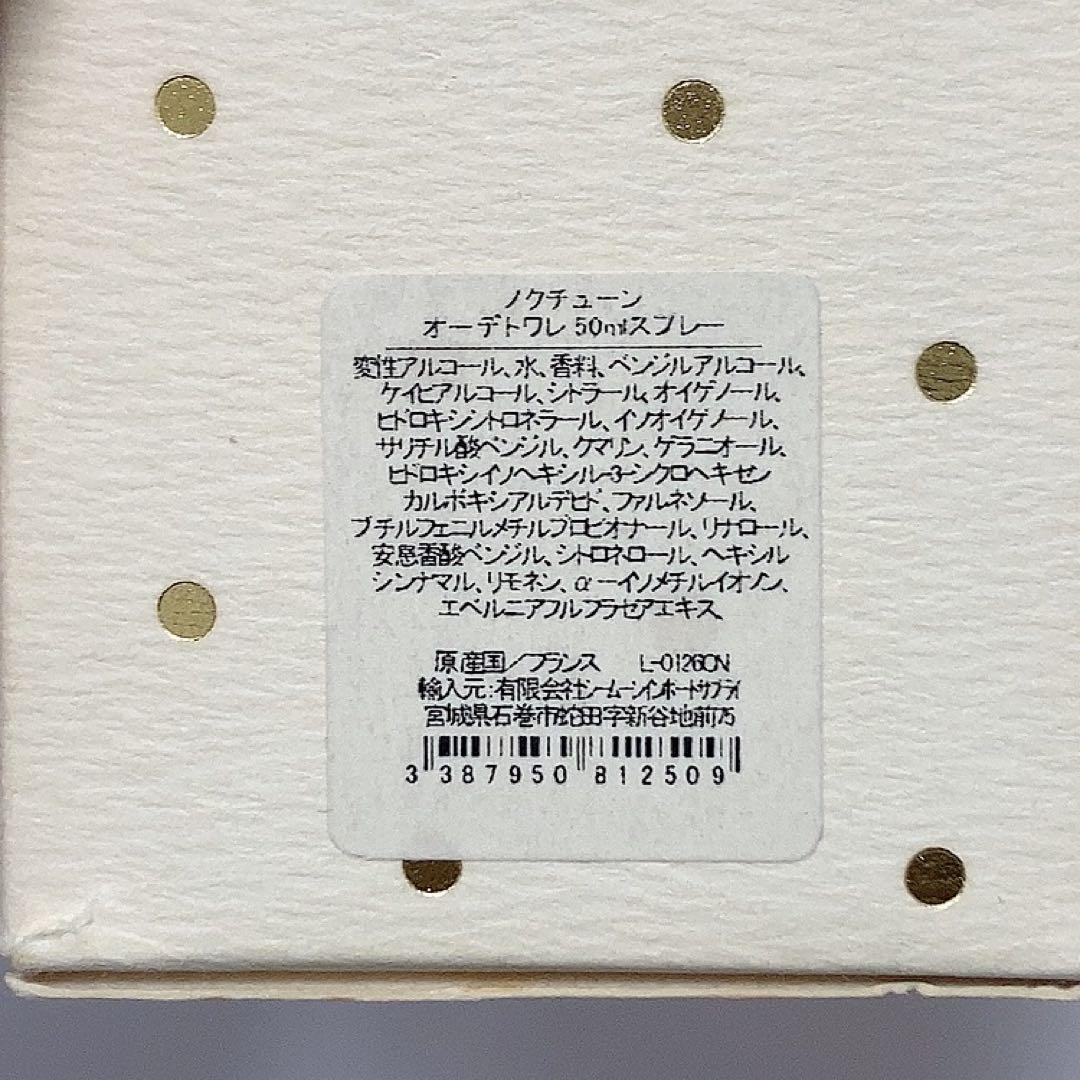 ノクチューン
オーデトワレ 50mlスプレー
変性アルコール、水、香料、ベンジルアルコール、
ケイヒアルコール、シトラール、オイゲノール、
ヒドロキシシトロネラール、イソオイゲノール、
サリチル酸ベンジル、クマリン、ゲラニオール、
ヒドロキシイソヘキシル-3-シクロヘキセン
カルボキシアルデヒド、ファルネソール、
ブチルフェニルメチルプロピオナール、リナロール、
安息香酸ベンジル、シトロネロール、ヘキシル
シンナマル、リモネン、α-イソメチルイオノン、
エベルニアフルフラセアエキス
原産国/フランス L-0126CN
輸入元:有限会社シームーンインポートサプライ
宮城県石巻市蛇田字新谷地前75
3 387950 812509